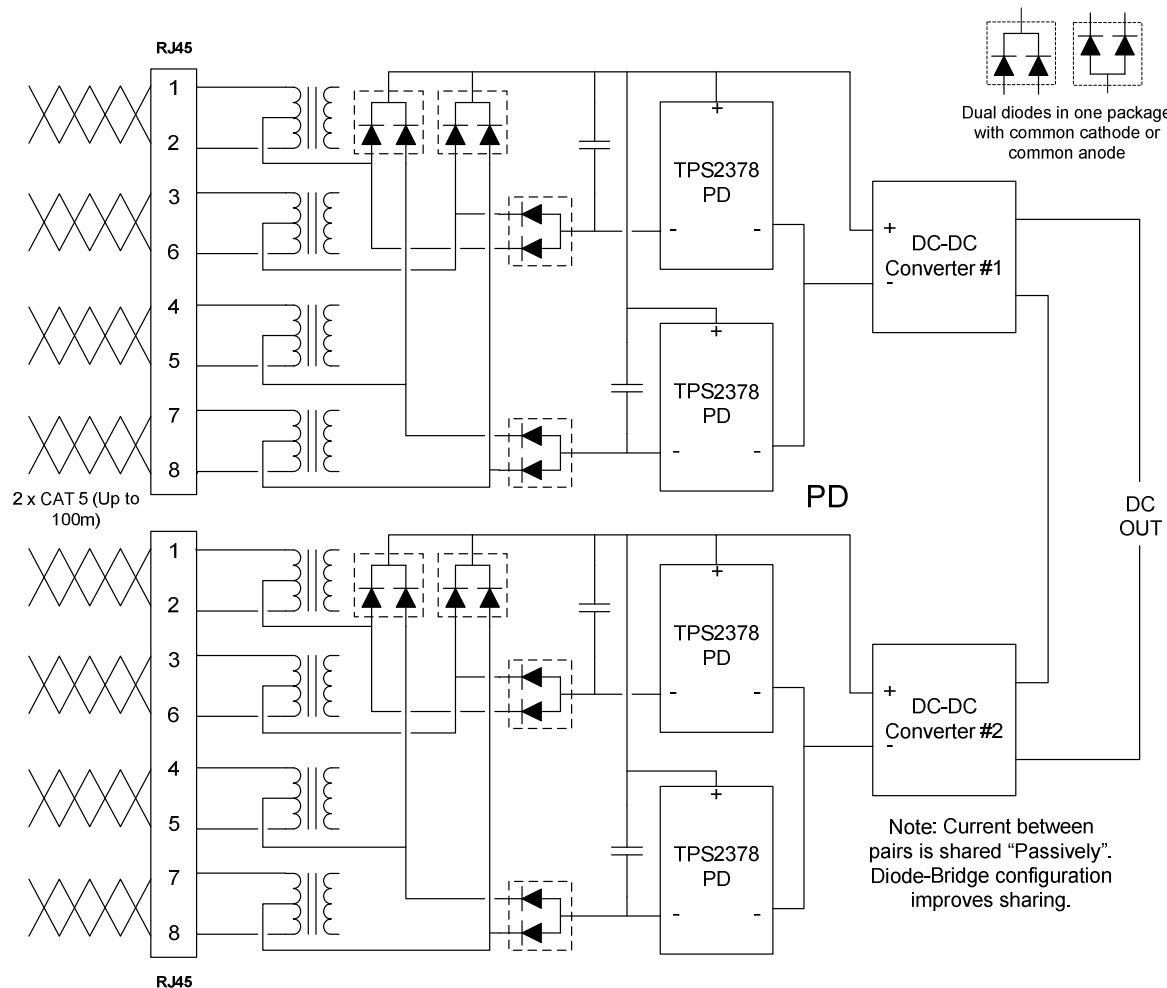 RJ45
1
2
3
6
4
5
7
8
2 x CAT 5 (Up to
100m)
+
TPS2378
PD
-
-
+
TPS2378
PD
-
-
PD
Dual diodes in one package
with common cathode or
common anode
+
DC-DC
Converter #1
-
DC
OUT
1
2
3
6
4
5
7
8
RJ45
+
TPS2378
PD
-
-
+
TPS2378
PD
-
-
+
DC-DC
Converter #2
-
Note: Current between
pairs is shared “Passively”.
Diode-Bridge configuration
improves sharing.